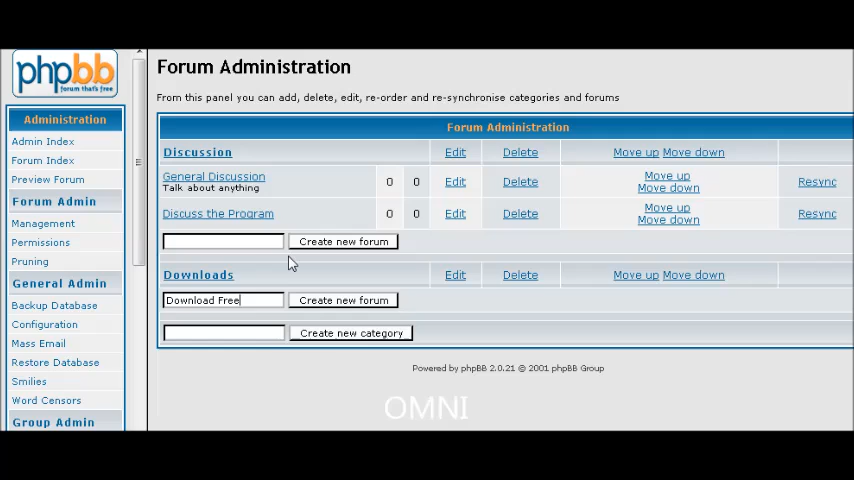 phpBB
forum that's free
Administration
Admin Index
Forum Index
Preview Forum
Forum Admin
Management
Permissions
Pruning
General Admin
Backup Database
Configuration
Mass Email
Restore Database
Smilies
Word Censors
Group Admin
Forum Administration
From this panel you can add, delete, edit, re-order and re-synchronise categories and forums
Forum Administration
Discussion Edit Delete Move up Move down
General Discussion 0 0 Edit Delete Move up Resync
Talk about anything Move down
Discuss the Program 0 0 Edit Delete Move up Resync
Move down
Create new forum
Downloads Edit Delete Move up Move down
Download Free Create new forum
Create new category
Powered by phpBB 2.0.21 © 2001 phpBB Group
OMNI